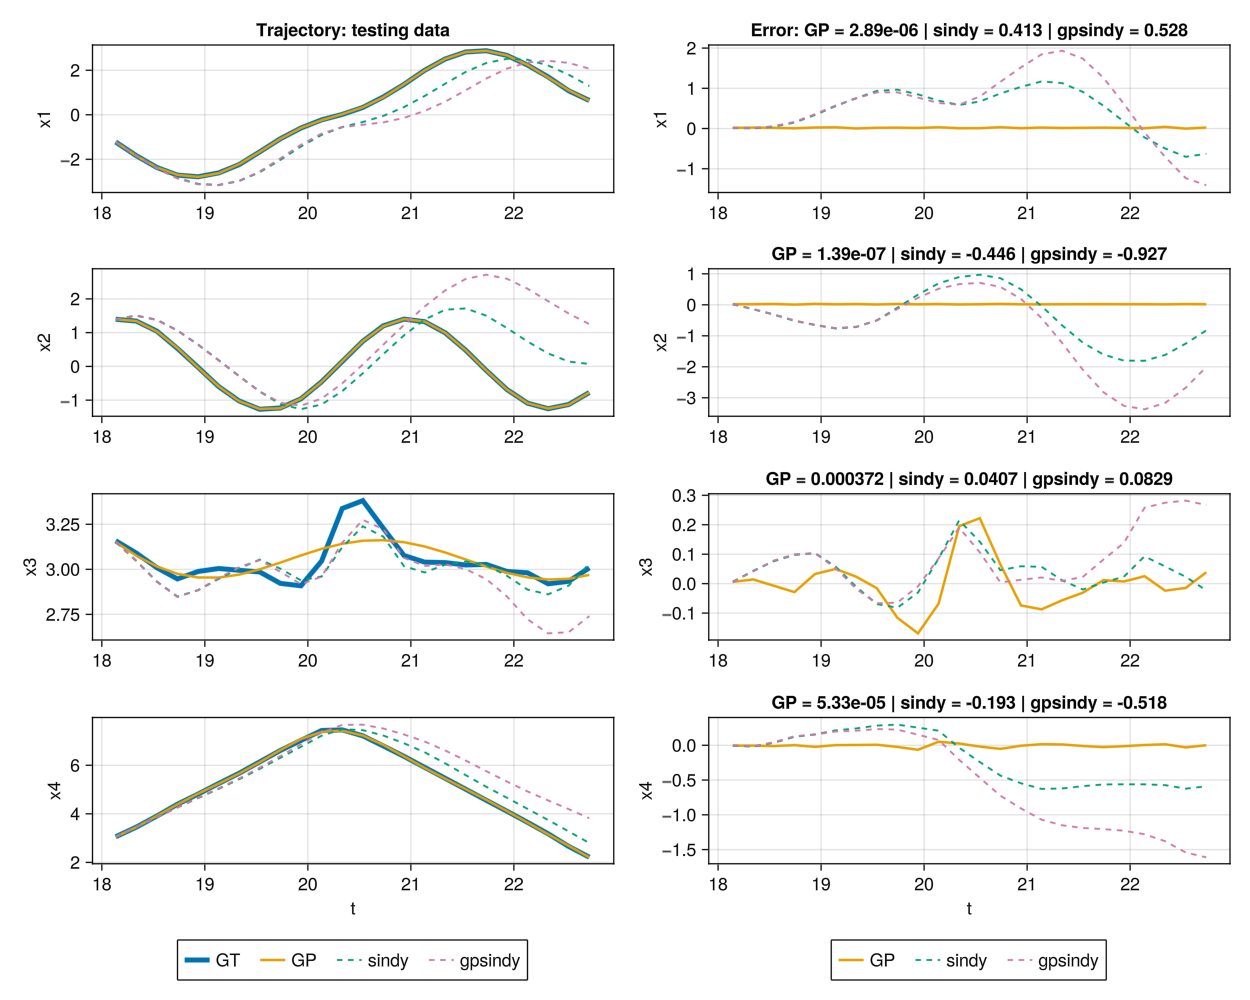 Trajectory: testing data
x1
2
0
−2
18 19 20 21 22
Error: GP = 2.89e-06 | sindy = 0.413 | gpsindy = 0.528
x1
2
1
0
−1
18 19 20 21 22
x2
2
1
0
−1
18 19 20 21 22
GP = 1.39e-07 | sindy = -0.446 | gpsindy = -0.927
x2
1
0
−1
−2
−3
18 19 20 21 22
x3
3.25
3.00
2.75
18 19 20 21 22
GP = 0.000372 | sindy = 0.0407 | gpsindy = 0.0829
x3
0.3
0.2
0.1
0.0
−0.1
18 19 20 21 22
x4
6
4
2
18 19 20 21 22
t
GP = 5.33e-05 | sindy = -0.193 | gpsindy = -0.518
x4
0.0
−0.5
−1.0
−1.5
18 19 20 21 22
t
GT GP sindy gpsindy
GP sindy gpsindy